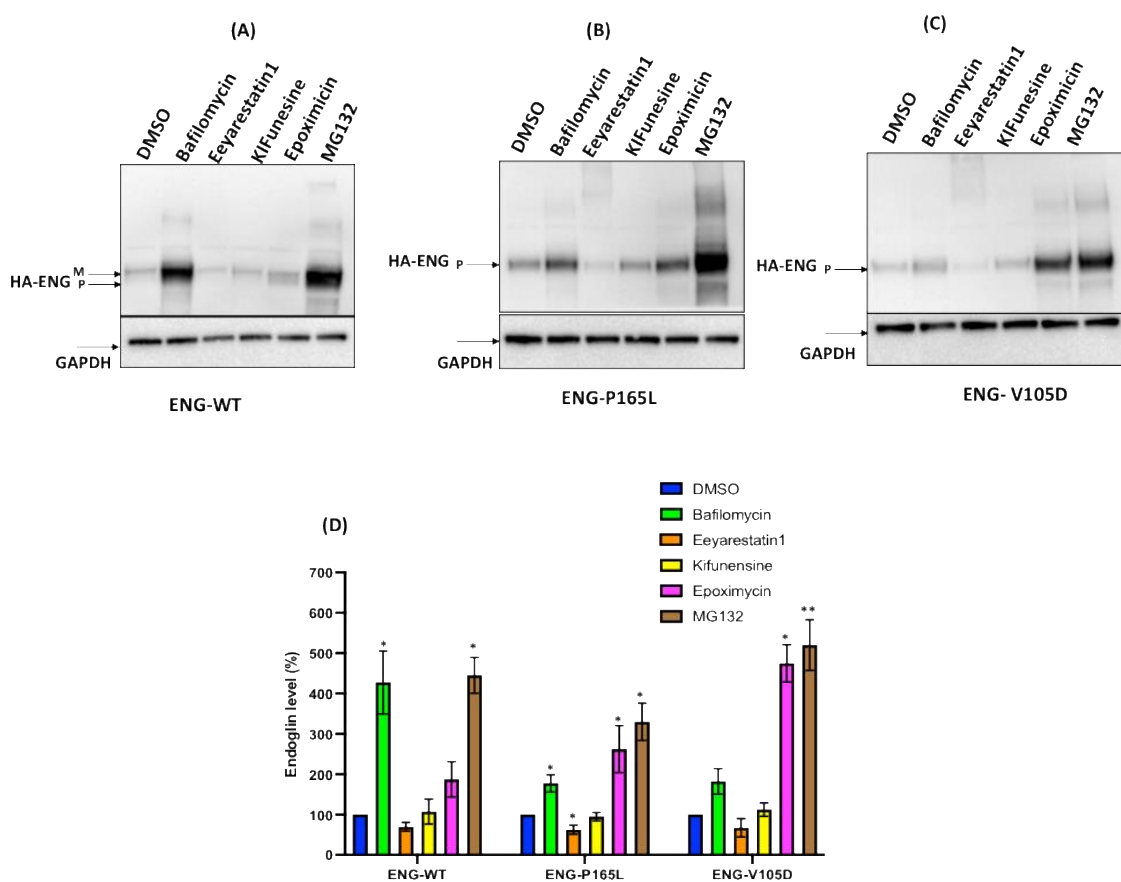 (A)
DMSO
Bafilomycin
Eeyarestatin1
KIFunesine
Epoximicin
MG132
HA-ENG
M
P
GAPDH
ENG-WT
(B)
DMSO
Bafilomycin
Eeyarestatin1
KIFunesine
Epoximicin
MG132
HA-ENG P
ENG-P165L
(C)
DMSO
Bafilomycin
Eeyarestatin1
KIFunesine
Epoximicin
MG132
HA-ENG P
GAPDH
ENG- V105D
(D)
DMSO
Bafilomycin
Eeyarestatin1
Kifunensine
Epoximycin
MG132
Endoglin level (%)
700
600
500
400
300
200
100
0
* *
* * * *
* **
ENG-WT ENG-P165L ENG-V105D